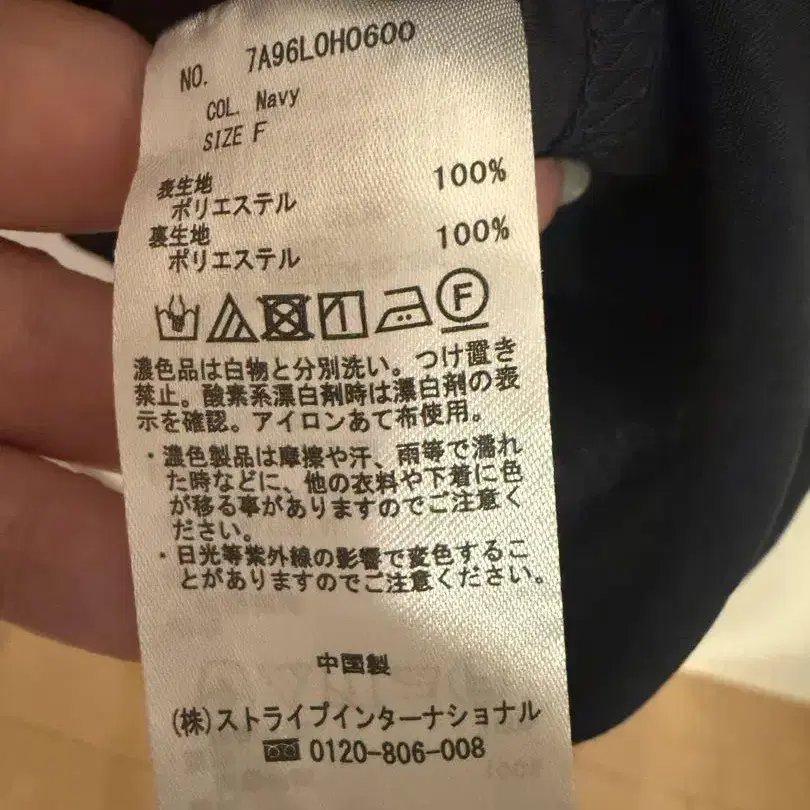 NO. 7A96L0H0600
COL. Navy
SIZE F
表生地
ポリエステル 100%
裏生地
ポリエステル 100%
F
濃色品は白物と分別洗い。つけ置き
禁止。酸素系漂白剤時は漂白剤の表
示を確認。アイロンあて布使用。
・濃色製品は摩擦や汗、雨等で濡れ
た時などに、他の衣料や下着に色
が移る事がありますのでご注意く
ださい。
・日光等紫外線の影響で変色するこ
とがありますのでご注意ください。
中国製
(株)ストライプインターナショナル
0120-806-008